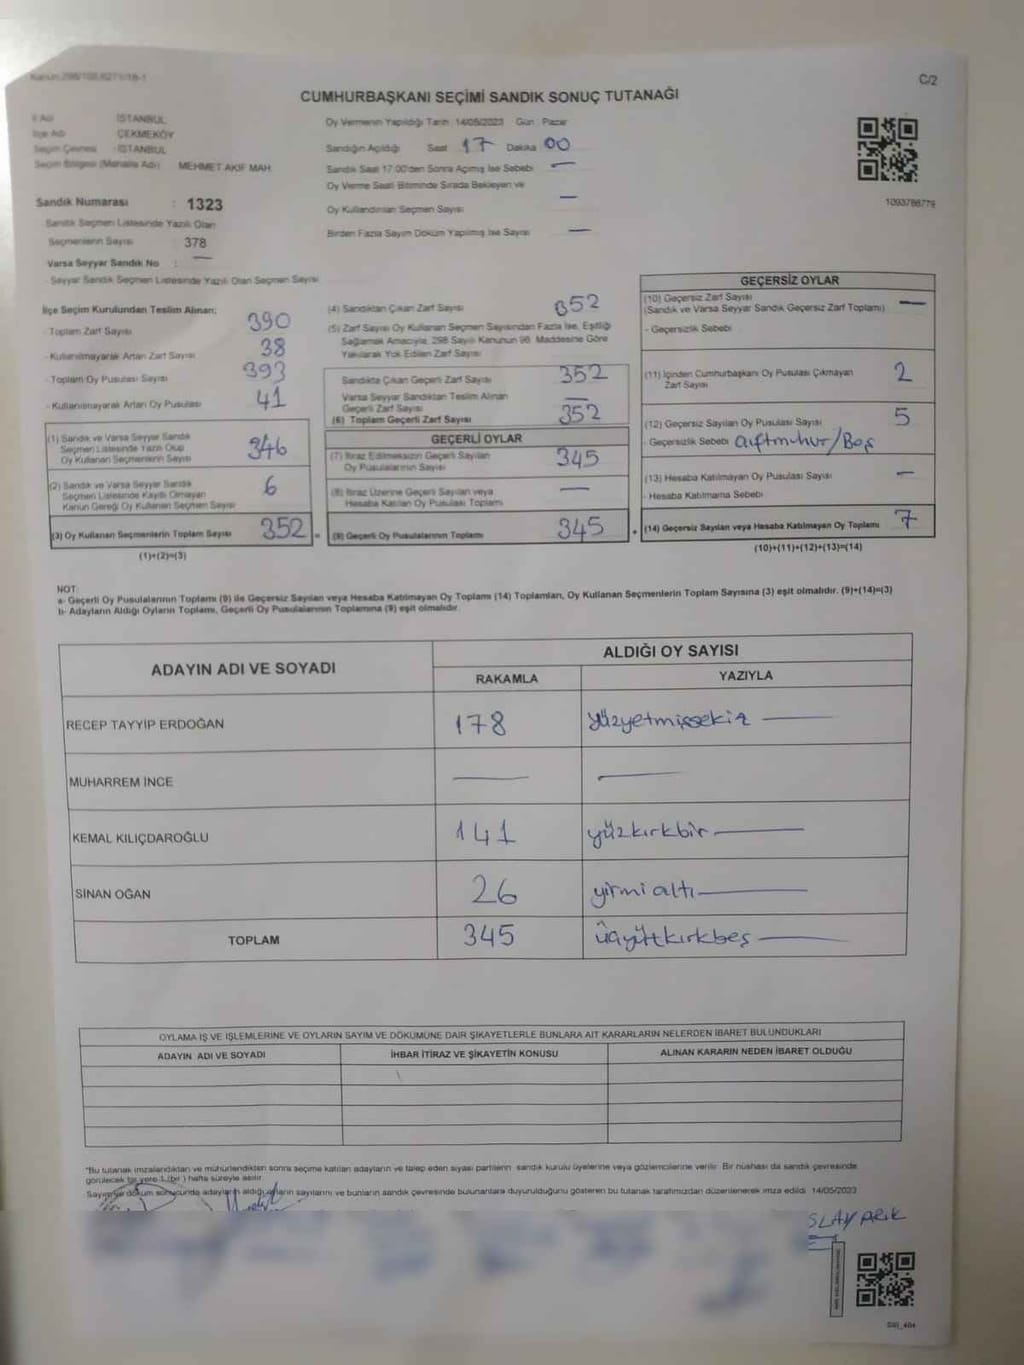 Kanun:298/105,6271/18-1
C/2
CUMHURBAŞKANI SEÇİMİ SANDIK SONUÇ TUTANAĞI
İl Adı İSTANBUL
İlçe Adı ÇEKMEKÖY
Seçim Çevresi İSTANBUL
Seçim Bölgesi (Mahalle Adı) MEHMET AKİF MAH.
Sandık Numarası : 1323
Sandık Seçmen Listesinde Yazılı Olan
Seçmenlerin Sayısı 378
Varsa Seyyar Sandık No : —
Seyyar Sandık Seçmen Listesinde Yazılı Olan Seçmen Sayısı
Oy Vermenin Yapıldığı Tarih 14/05/2023 Gün : Pazar
Sandığın Açıldığı Saat 17 Dakika 00
Sandık Saat 17.00'den Sonra Açmış İse Sebebi —
Oy Verme Saati Bitiminde Sırada Bekleyen ve
Oy Kullandırılan Seçmen Sayısı —
Birden Fazla Sayım Döküm Yapılmış İse Sayısı —
1093786779
İlçe Seçim Kurulundan Teslim Alınan;
- Toplam Zarf Sayısı 390
- Kullanılmayarak Artan Zarf Sayısı 38
- Toplam Oy Pusulası Sayısı 393
- Kullanılmayarak Artan Oy Pusulası 41
(1) Sandık ve Varsa Seyyar Sandık
Seçmen Listesinde Yazılı Olup
Oy Kullanan Seçmenlerin Sayısı 346
(2) Sandık ve Varsa Seyyar Sandık
Seçmen Listesinde Kayıtlı Olmayan
Kanun Gereği Oy Kullanan Seçmen Sayısı 6
(3) Oy Kullanan Seçmenlerin Toplam Sayısı 352 =
(1)+(2)=(3)
(4) Sandıktan Çıkan Zarf Sayısı 352
(5) Zarf Sayısı Oy Kullanan Seçmen Sayısından Fazla İse, Eşitliği
Sağlamak Amacıyla, 298 Sayılı Kanunun 98. Maddesine Göre
Yakılarak Yok Edilen Zarf Sayısı
Sandıkta Çıkan Geçerli Zarf Sayısı 352
Varsa Seyyar Sandıktan Teslim Alınan
Geçerli Zarf Sayısı —
(6) Toplam Geçerli Zarf Sayısı 352
GEÇERLİ OYLAR
(7) İtiraz Edilmeksizin Geçerli Sayılan
Oy Pusulalarının Sayısı 345
(8) İtiraz Üzerine Geçerli Sayılan veya
Hesaba Katılan Oy Pusulası Toplamı —
(9) Geçerli Oy Pusulalarının Toplamı 345 +
GEÇERSİZ OYLAR
(10) Geçersiz Zarf Sayısı
(Sandık ve Varsa Seyyar Sandık Geçersiz Zarf Toplamı) —
- Geçersizlik Sebebi
(11) İçinden Cumhurbaşkanı Oy Pusulası Çıkmayan
Zarf Sayısı 2
(12) Geçersiz Sayılan Oy Pusulası Sayısı 5
- Geçersizlik Sebebi çiftmühür/Boş
(13) Hesaba Katılmayan Oy Pusulası Sayısı —
- Hesaba Katılmama Sebebi
(14) Geçersiz Sayılan veya Hesaba Katılmayan Oy Toplamı 7
(10)+(11)+(12)+(13)=(14)
NOT:
a- Geçerli Oy Pusulalarının Toplamı (9) ile Geçersiz Sayılan veya Hesaba Katılmayan Oy Toplamı (14) Toplamları, Oy Kullanan Seçmenlerin Toplam Sayısına (3) eşit olmalıdır. (9)+(14)=(3)
b- Adayların Aldığı Oyların Toplamı, Geçerli Oy Pusulalarının Toplamına (9) eşit olmalıdır.
ADAYIN ADI VE SOYADI ALDIĞI OY SAYISI
RAKAMLA YAZIYLA
RECEP TAYYİP ERDOĞAN 178 yüzyetmişsekiz —
MUHARREM İNCE — —
KEMAL KILIÇDAROĞLU 141 yüzkırkbir —
SİNAN OĞAN 26 yirmialtı —
TOPLAM 345 üçyüzkırkbeş —
OYLAMA İŞ VE İŞLEMLERİNE VE OYLARIN SAYIM VE DÖKÜMÜNE DAİR ŞİKAYETLERLE BUNLARA AİT KARARLARIN NELERDEN İBARET BULUNDUKLARI
ADAYIN ADI VE SOYADI İHBAR İTİRAZ VE ŞİKAYETİN KONUSU ALINAN KARARIN NEDEN İBARET OLDUĞU
"Bu tutanak imzalandıktan ve mühürlendikten sonra seçime katılan adayların ve talep eden siyasi partilerin sandık kurulu üyelerine veya gözlemcilerine verilir. Bir nüshası da sandık çevresinde
görülecek bir yere 1 (bir) hafta süreyle asılır.
Sayım ve döküm sonucunda adayların aldığı oyların sayılarını ve bunların sandık çevresinde bulunanlara duyurulduğunu gösteren bu tutanak tarafımızdan düzenlenerek imza edildi. 14/05/2023